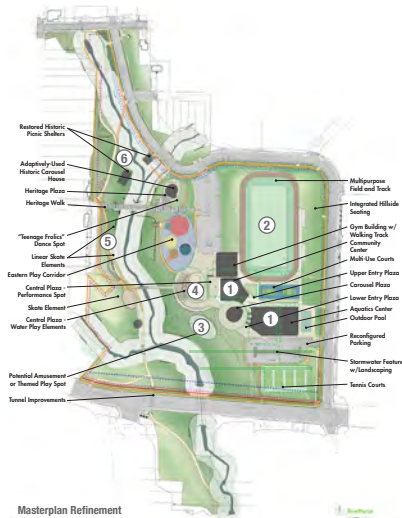 Restored Historic
Picnic Shelters
Adaptively-Used
Historic Carousel
House
Heritage Plaza
Heritage Walk
"Teenage Frolics"
Dance Spot
Linear Skate
Elements
Eastern Play Corridor
Central Plaza -
Performance Spot
Skate Element
Central Plaza -
Water Play Elements
Potential Amusement
or Themed Play Spot
Tunnel Improvements
6
5
4
3
2
1
1
Multipurpose
Field and Track
Integrated Hillside
Seating
Gym Building w/
Walking Track
Community
Center
Multi-Use Courts
Upper Entry Plaza
Carousel Plaza
Lower Entry Plaza
Aquatics Center
Outdoor Pool
Reconfigured
Parking
Stormwater Feature
w/Landscaping
Tennis Courts
Masterplan Refinement